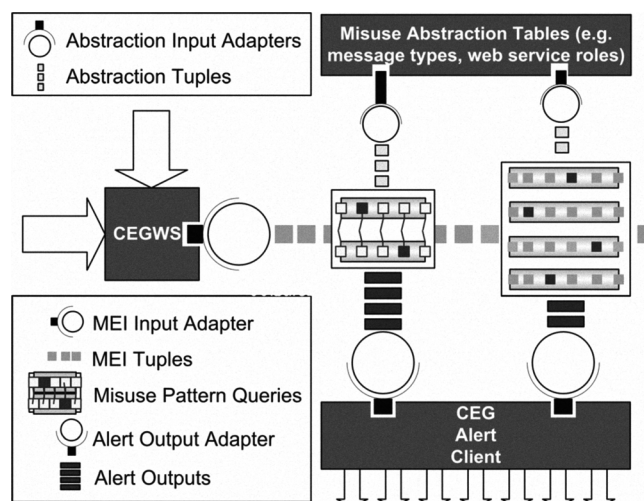 Abstraction Input Adapters
Abstraction Tuples
Misuse Abstraction Tables (e.g.
message types, web service roles)
CEGWS
MEI Input Adapter
MEI Tuples
Misuse Pattern Queries
Alert Output Adapter
Alert Outputs
CEG
Alert
Client